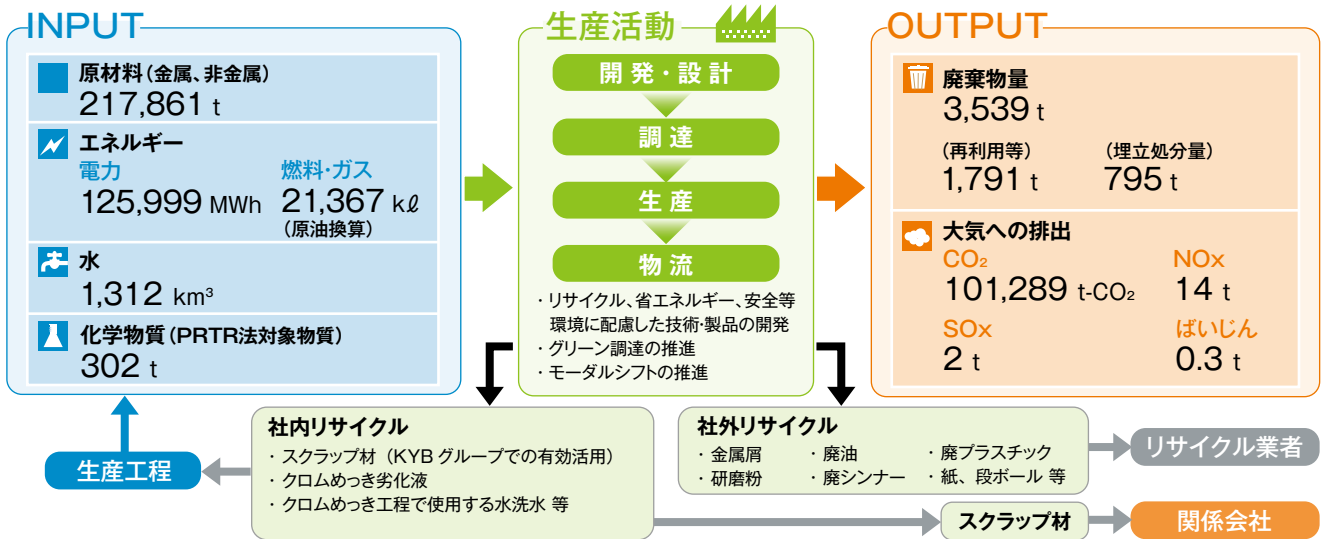 INPUT
原材料(金属、非金属)
217,861 t
エネルギー
電力
125,999 MWh
燃料・ガス
21,367 kℓ
(原油換算)
水
1,312 km³
化学物質(PRTR法対象物質)
302 t
生産活動
開発・設計
調達
生産
物流
・リサイクル、省エネルギー、安全等
環境に配慮した技術・製品の開発
・グリーン調達の推進
・モーダルシフトの推進
OUTPUT
廃棄物量
3,539 t
(再利用等)
1,791 t
(埋立処分量)
795 t
大気への排出
CO₂
101,289 t-CO₂
NOx
14 t
SOx
2 t
ばいじん
0.3 t
生産工程
社内リサイクル
・スクラップ材(KYBグループでの有効活用)
・クロムめっき劣化液
・クロムめっき工程で使用する水洗水 等
社外リサイクル
・金属屑 ・廃油 ・廃プラスチック
・研磨粉 ・廃シンナー ・紙、段ボール 等
リサイクル業者
スクラップ材
関係会社